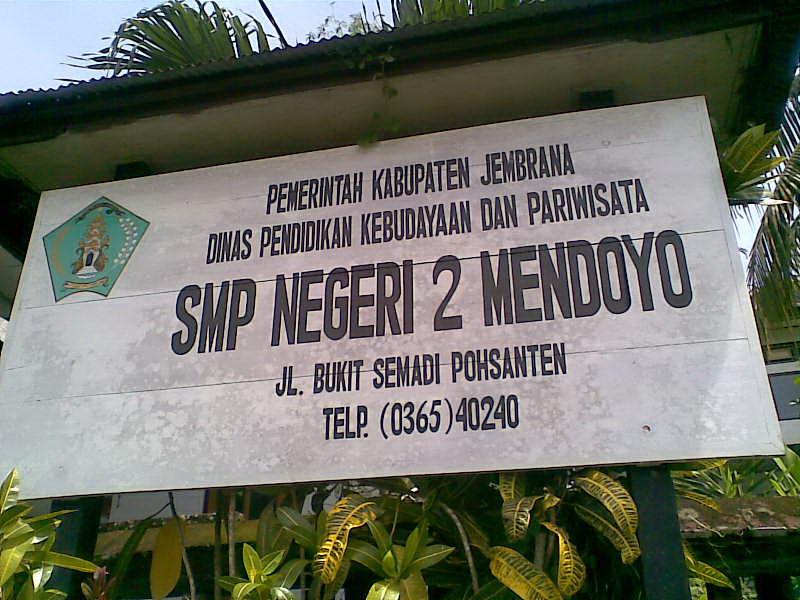 PEMERINTAH KABUPATEN JEMBRANA
DINAS PENDIDIKAN KEBUDAYAAN DAN PARIWISATA
SMP NEGERI 2 MENDOYO
JL. BUKIT SEMADI POHSANTEN
TELP. (0365)40240